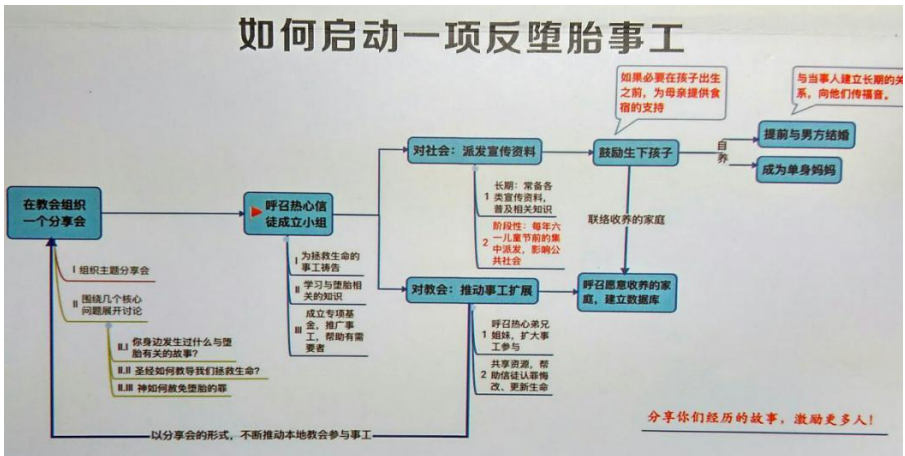 如何启动一项反堕胎事工
如果必要在孩子出生
之前，为母亲提供食
宿的支持
与当事人建立长期的关
系，向他们传福音。
对社会：派发宣传资料
鼓励生下孩子
自养
提前与男方结婚
成为单身妈妈
在教会组织
一个分享会
呼召热心信
徒成立小组
1 长期：常备各
类宣传资料，
普及相关知识
2 阶段性：每年六
一儿童节前的集
中派发，影响公
共社会
联络收养的家庭
I 组织主题分享会
II 围绕几个核心
问题展开讨论
II.I 你身边发生过什么与堕
胎有关的故事?
II.II 圣经如何教导我们拯救生命?
II.III 神如何赦免堕胎的罪
I 为拯救生命的
事工祷告
II 学习与堕胎相
关的知识
III 成立专项基
金，推广事
工，帮助有需
要者
对教会：推动事工扩展
呼召愿意收养的家
庭，建立数据库
1 呼召热心弟兄
姐妹，扩大事
工参与
2 共享资源，帮
助信徒认罪悔
改、更新生命
以分享会的形式，不断推动本地教会参与事工
分享你们经历的故事，激励更多人！